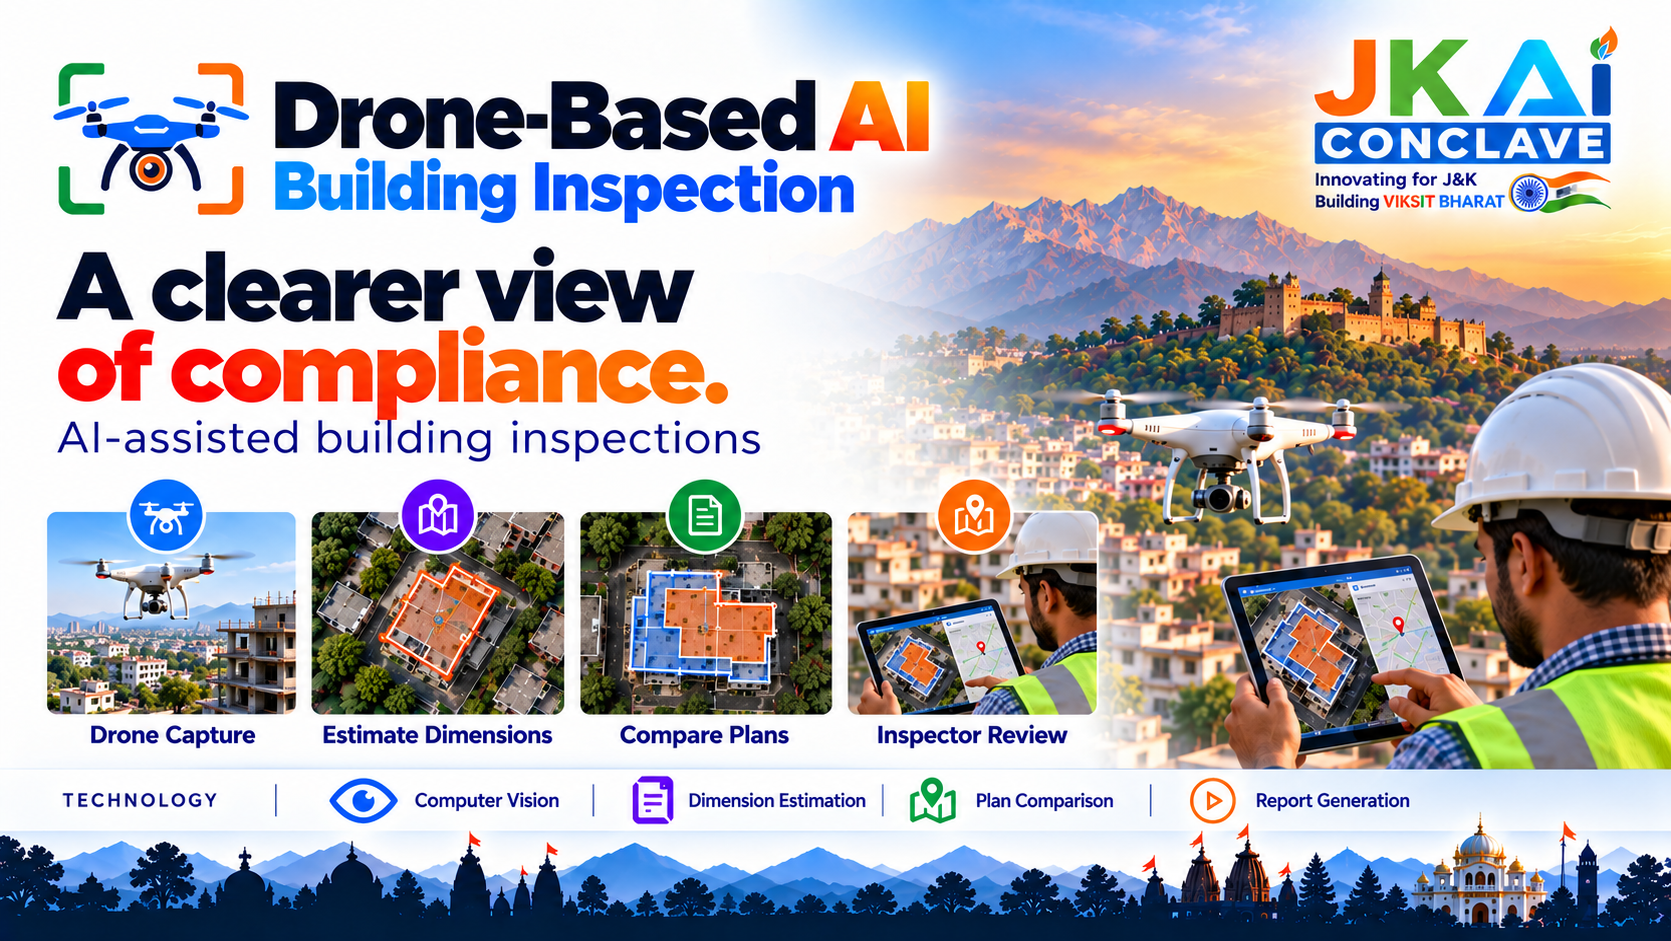 Drone-Based AI
Building Inspection
A clearer view
of compliance.
AI-assisted building inspections
JK Ai
CONCLAVE
Innovating for J&K
Building VIKSIT BHARAT
Drone Capture
Estimate Dimensions
Compare Plans
Inspector Review
TECHNOLOGY
Computer Vision
Dimension Estimation
Plan Comparison
Report Generation